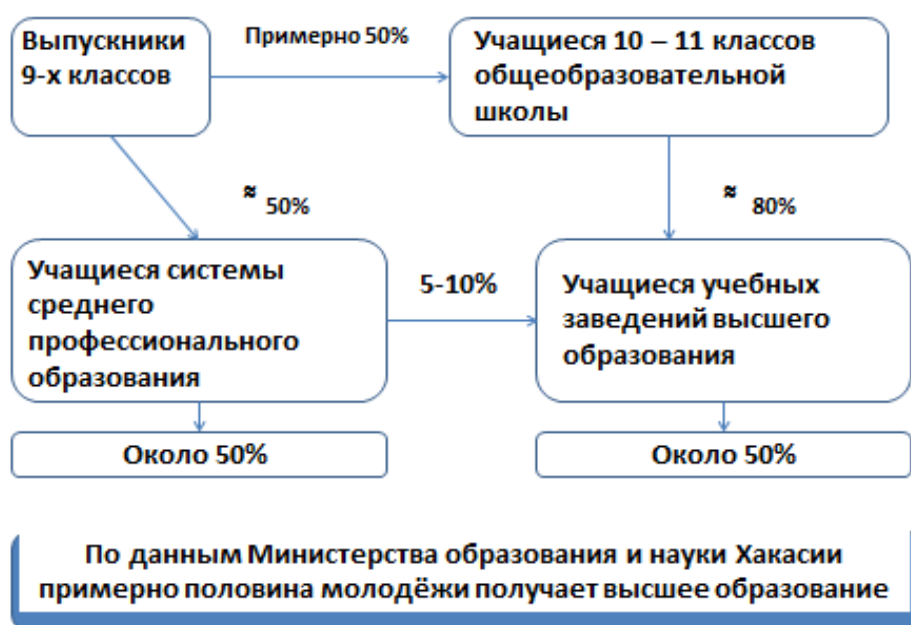 Выпускники
9-х классов
Примерно 50%
Учащиеся 10 – 11 классов
общеобразовательной
школы
≈ 50%
≈ 80%
Учащиеся системы
среднего
профессионального
образования
5-10%
Учащиеся учебных
заведений высшего
образования
Около 50%
Около 50%
По данным Министерства образования и науки Хакасии
примерно половина молодёжи получает высшее образование